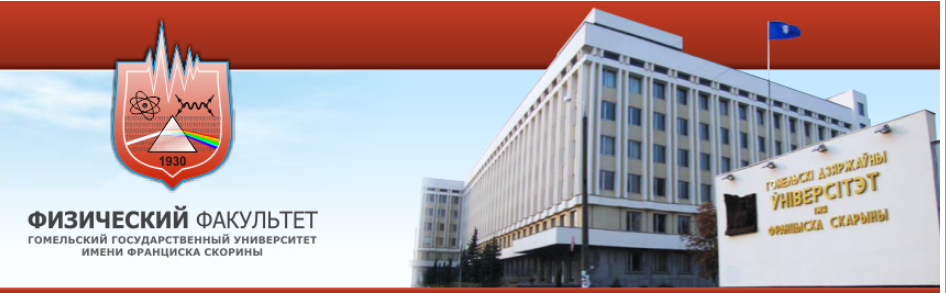 1930
ФИЗИЧЕСКИЙ ФАКУЛЬТЕТ
ГОМЕЛЬСКИЙ ГОСУДАРСТВЕННЫЙ УНИВЕРСИТЕТ
ИМЕНИ ФРАНЦИСКА СКОРИНЫ
ГОМЕЛЬСКІ ДЗЯРЖАЎНЫ
ЎНІВЕРСІТЭТ
ІМЯ
ФРАНЦЫСКА СКАРЫНЫ